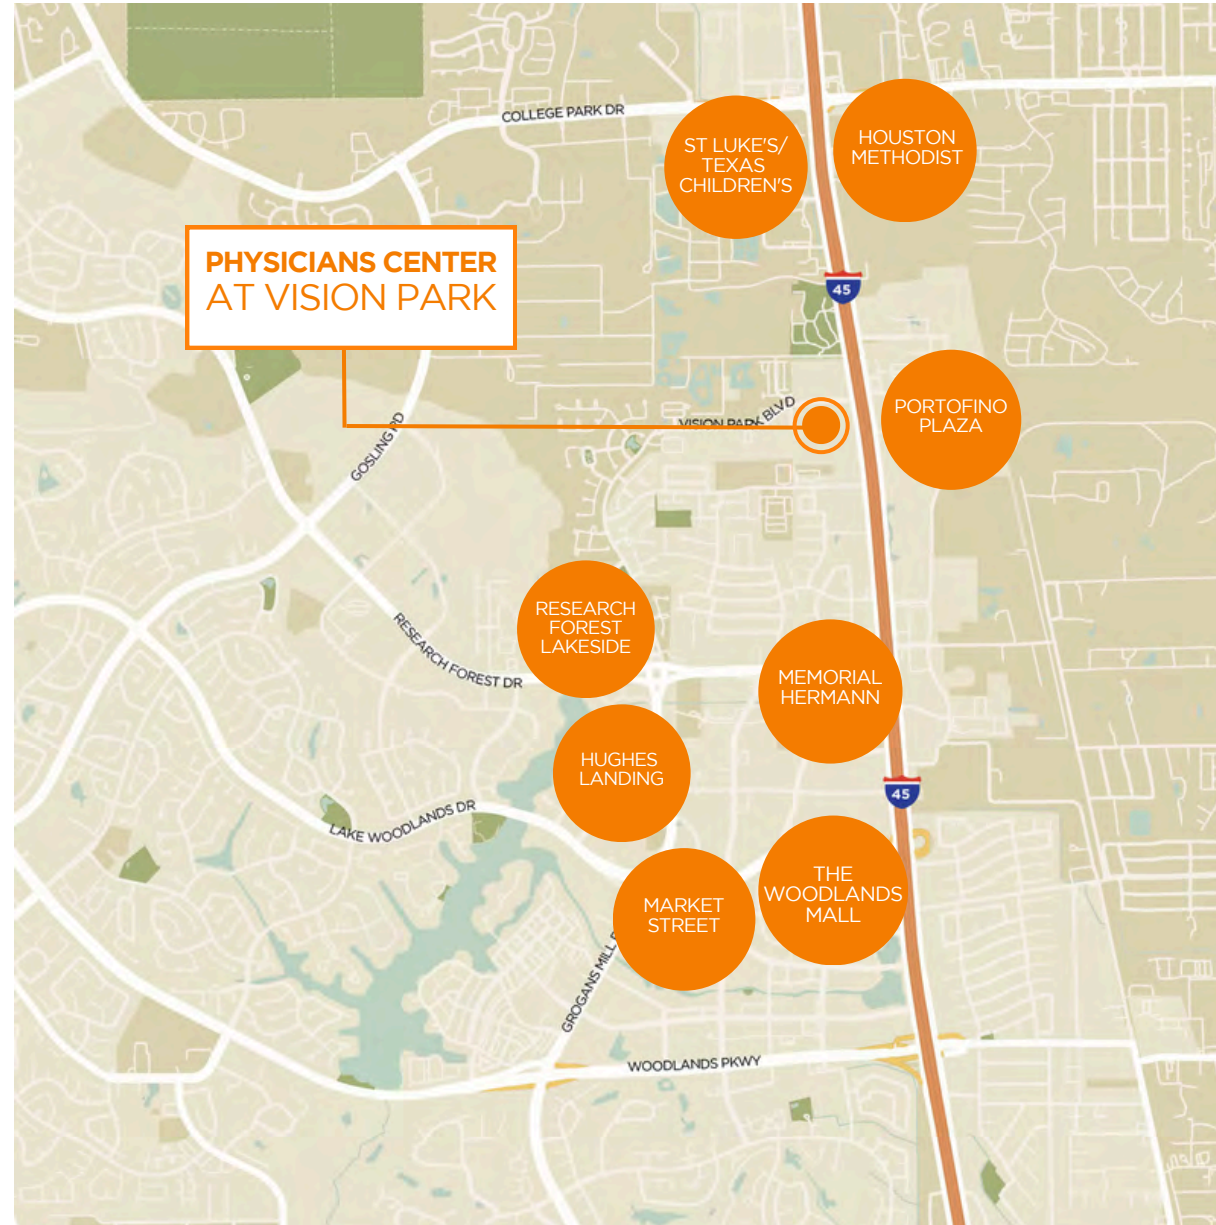 COLLEGE PARK DR
ST LUKE'S/
TEXAS
CHILDREN'S
HOUSTON
METHODIST
PHYSICIANS CENTER
AT VISION PARK
45
PORTOFINO
PLAZA
VISION PARK BLVD
GOSLING RD
RESEARCH
FOREST
LAKESIDE
RESEARCH FOREST DR
MEMORIAL
HERMANN
HUGHES
LANDING
45
LAKE WOODLANDS DR
THE
WOODLANDS
MALL
MARKET
STREET
GROGANS MILL
WOODLANDS PKWY